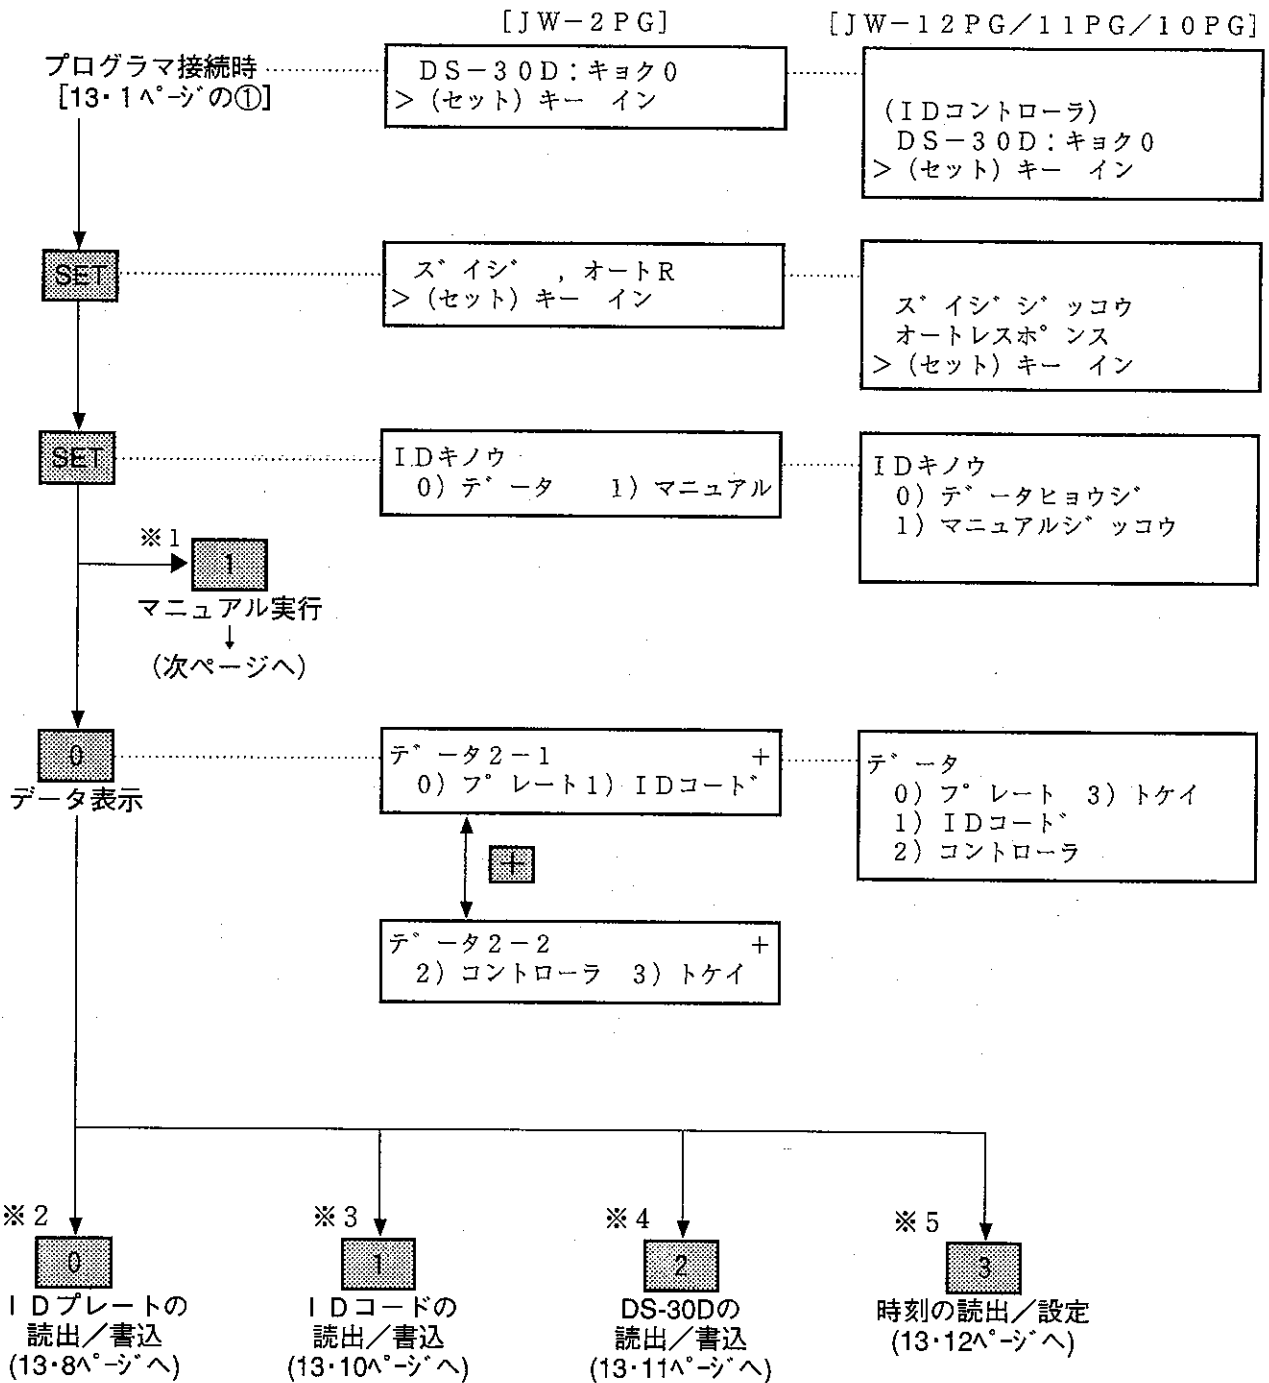 [JW-2PG]
[JW-12PG/11PG/10PG]
プログラマ接続時
[13・1ページの①]
DS-30D:キョク0
>(セット)キー イン
(IDコントローラ)
DS-30D:キョク0
>(セット)キー イン
SET
ズイジ ,オートR
>(セット)キー イン
ズイジジッコウ
オートレスポンス
>(セット)キー イン
SET
IDキノウ
0)データ 1)マニュアル
IDキノウ
0)データヒョウジ
1)マニュアルジッコウ
※1
1
マニュアル実行
↓
(次ページへ)
0
データ表示
データ2-1 +
0)プレート1)IDコード
データ
0)プレート 3)トケイ
1)IDコード
2)コントローラ
+
データ2-2 +
2)コントローラ 3)トケイ
※2
0
IDプレートの
読出/書込
(13・8ページへ)
※3
1
IDコードの
読出/書込
(13・10ページへ)
※4
2
DS-30Dの
読出/書込
(13・11ページへ)
※5
3
時刻の読出/設定
(13・12ページへ)